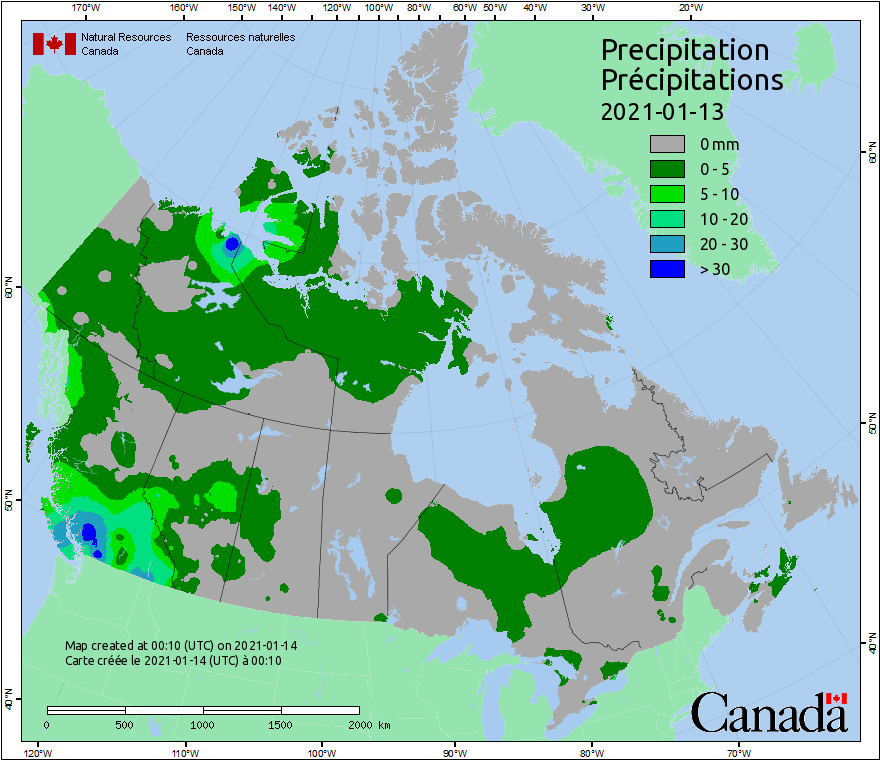 170°W 160°W 150°W 140°W 120°W 100°W 80°W 60°W 50°W 40°W 30°W 20°W
Natural Resources Ressources naturelles
Canada Canada
Precipitation
Précipitations
2021-01-13
0 mm
0 - 5
5 - 10
10 - 20
20 - 30
> 30
60°N
60°N
50°N
50°N
40°N
40°N
Map created at 00:10 (UTC) on 2021-01-14
Carte créée le 2021-01-14 (UTC) à 00:10
0 500 1000 1500 2000 km
Canada
120°W 110°W 100°W 90°W 80°W 70°W